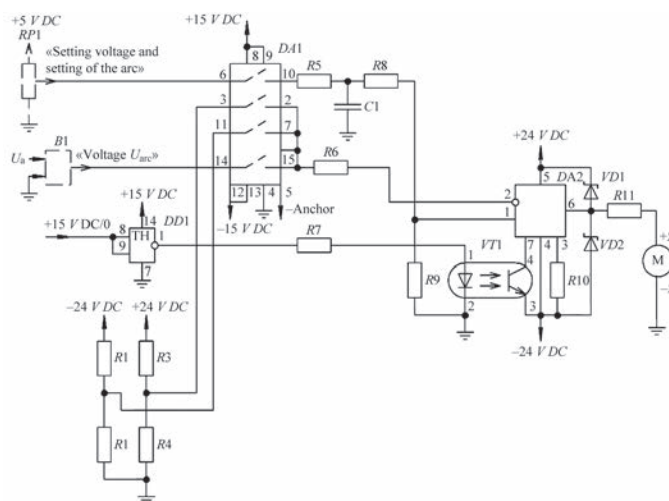 +5 V DC
RP1
«Setting voltage and
setting of the arc»
+15 V DC
DA1
8 9
6
10
R5
R8
C1
3
2
11
7
B1
Ua
«Voltage Uarc»
14
15
R6
12 13 4 5
–15 V DC
–Anchor
+15 V DC
+15 V DC/0
DD1
14
8
TH
1
9
7
R7
+24 V DC
5
DA2
VD1
2
1
6
R11
7 4 3
VD2
M
VT1
1
4
2
3
R9
R10
–24 V DC
–24 V DC
+24 V DC
R1
R3
R1
R4